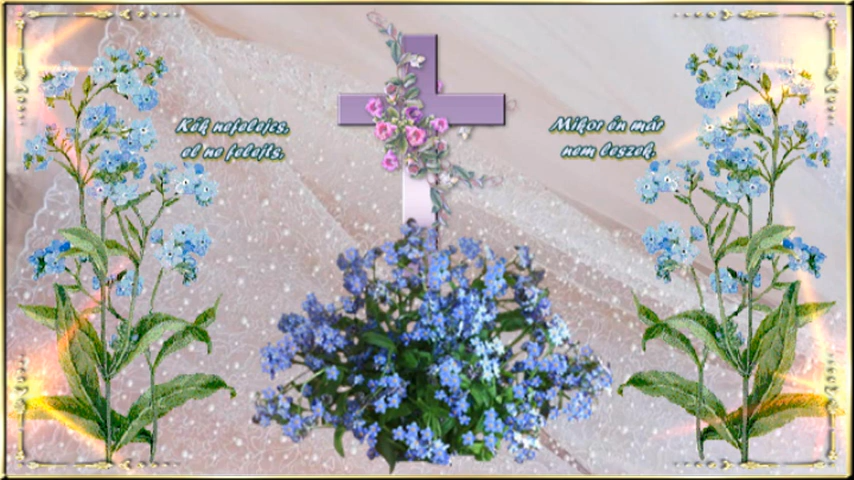 Kék nefelejcs,
el ne felejts,
Mikor én már
nem leszek.